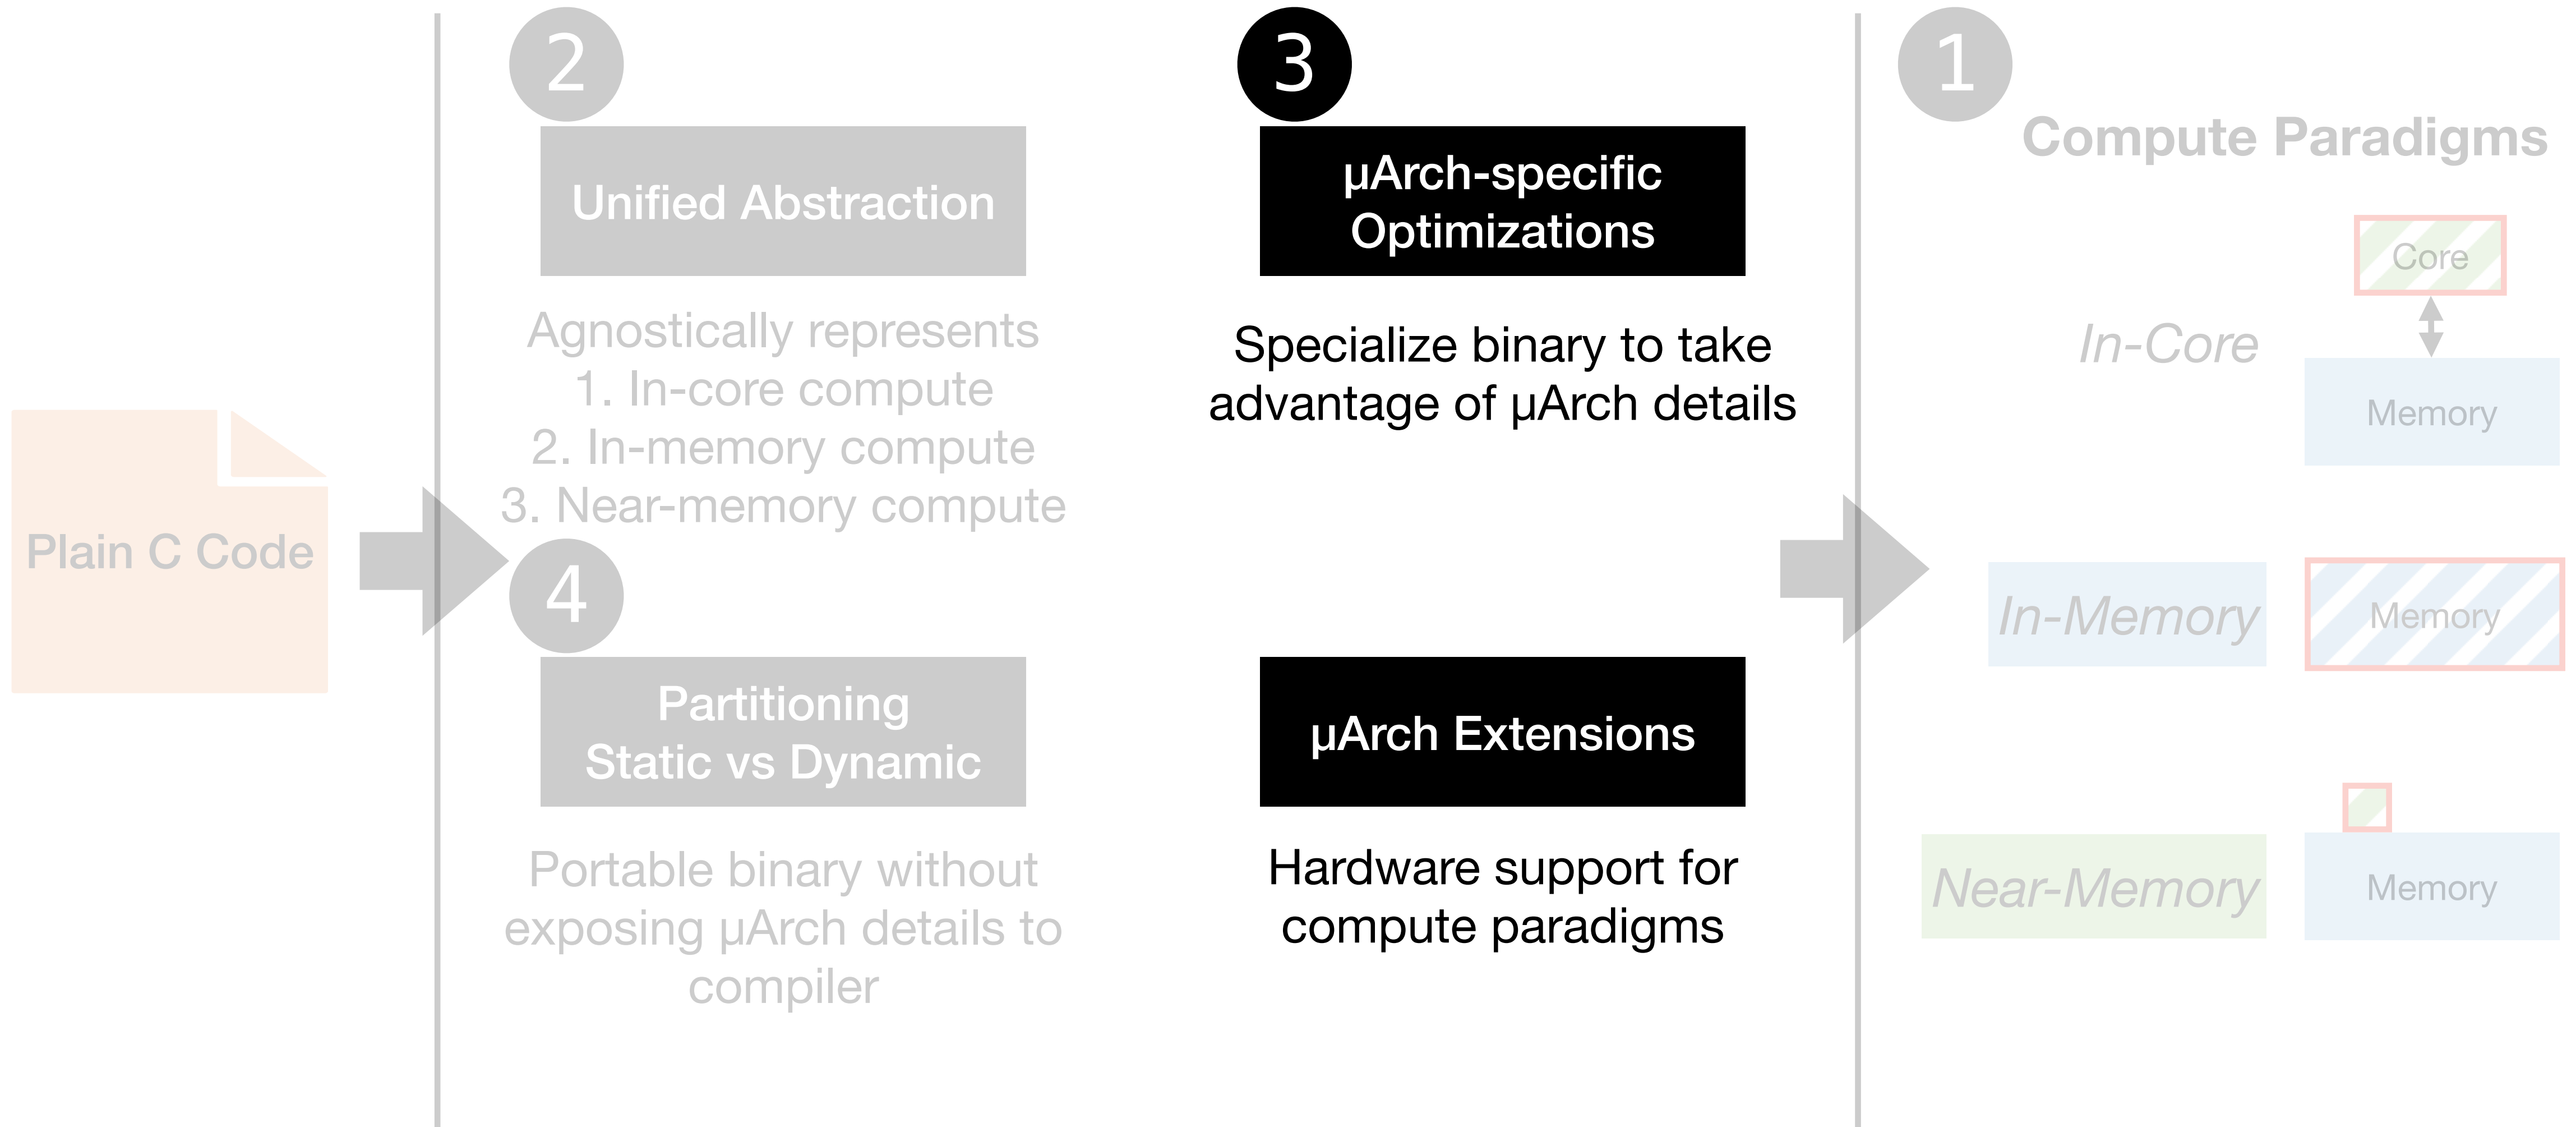 Plain C Code
2
Unified Abstraction
Agnostically represents
1. In-core compute
2. In-memory compute
3. Near-memory compute
4
Partitioning
Static vs Dynamic
Portable binary without
exposing µArch details to
compiler
3
µArch-specific
Optimizations
Specialize binary to take
advantage of µArch details
µArch Extensions
Hardware support for
compute paradigms
1
Compute Paradigms
In-Core
Core
Memory
In-Memory
Memory
Near-Memory
Memory